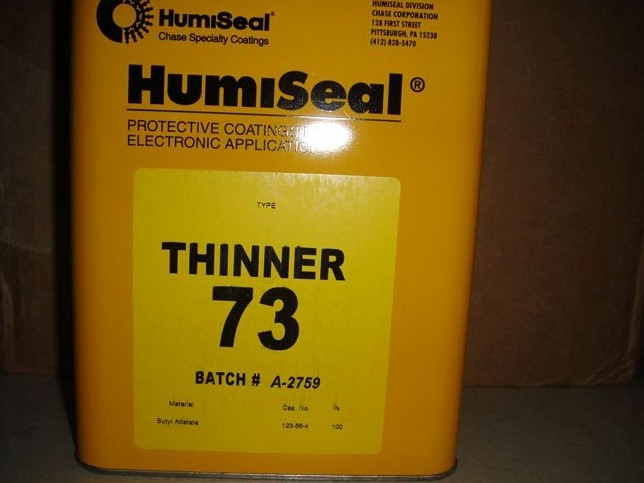 HUMISEAL DIVISION
CHASE CORPORATION
128 FIRST STREET
PITTSBURGH, PA 15238
(412) 828-5470
HumiSeal®
Chase Specialty Coatings
HumiSeal®
PROTECTIVE COATINGS
ELECTRONIC
TYPE
THINNER
73
BATCH # A-2759
Material Cas. No. %
Butyl Acetate 123-86-4 100